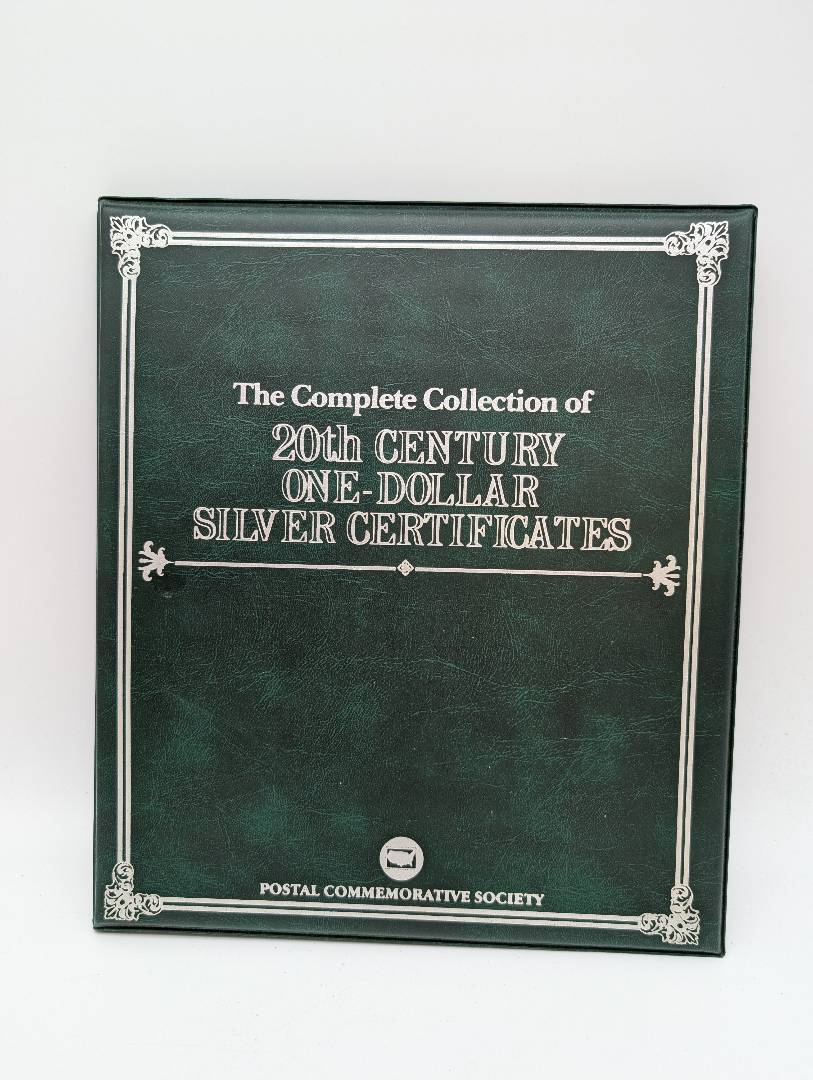 The Complete Collection of
20th CENTURY
ONE-DOLLAR
SILVER CERTIFICATES
POSTAL COMMEMORATIVE SOCIETY